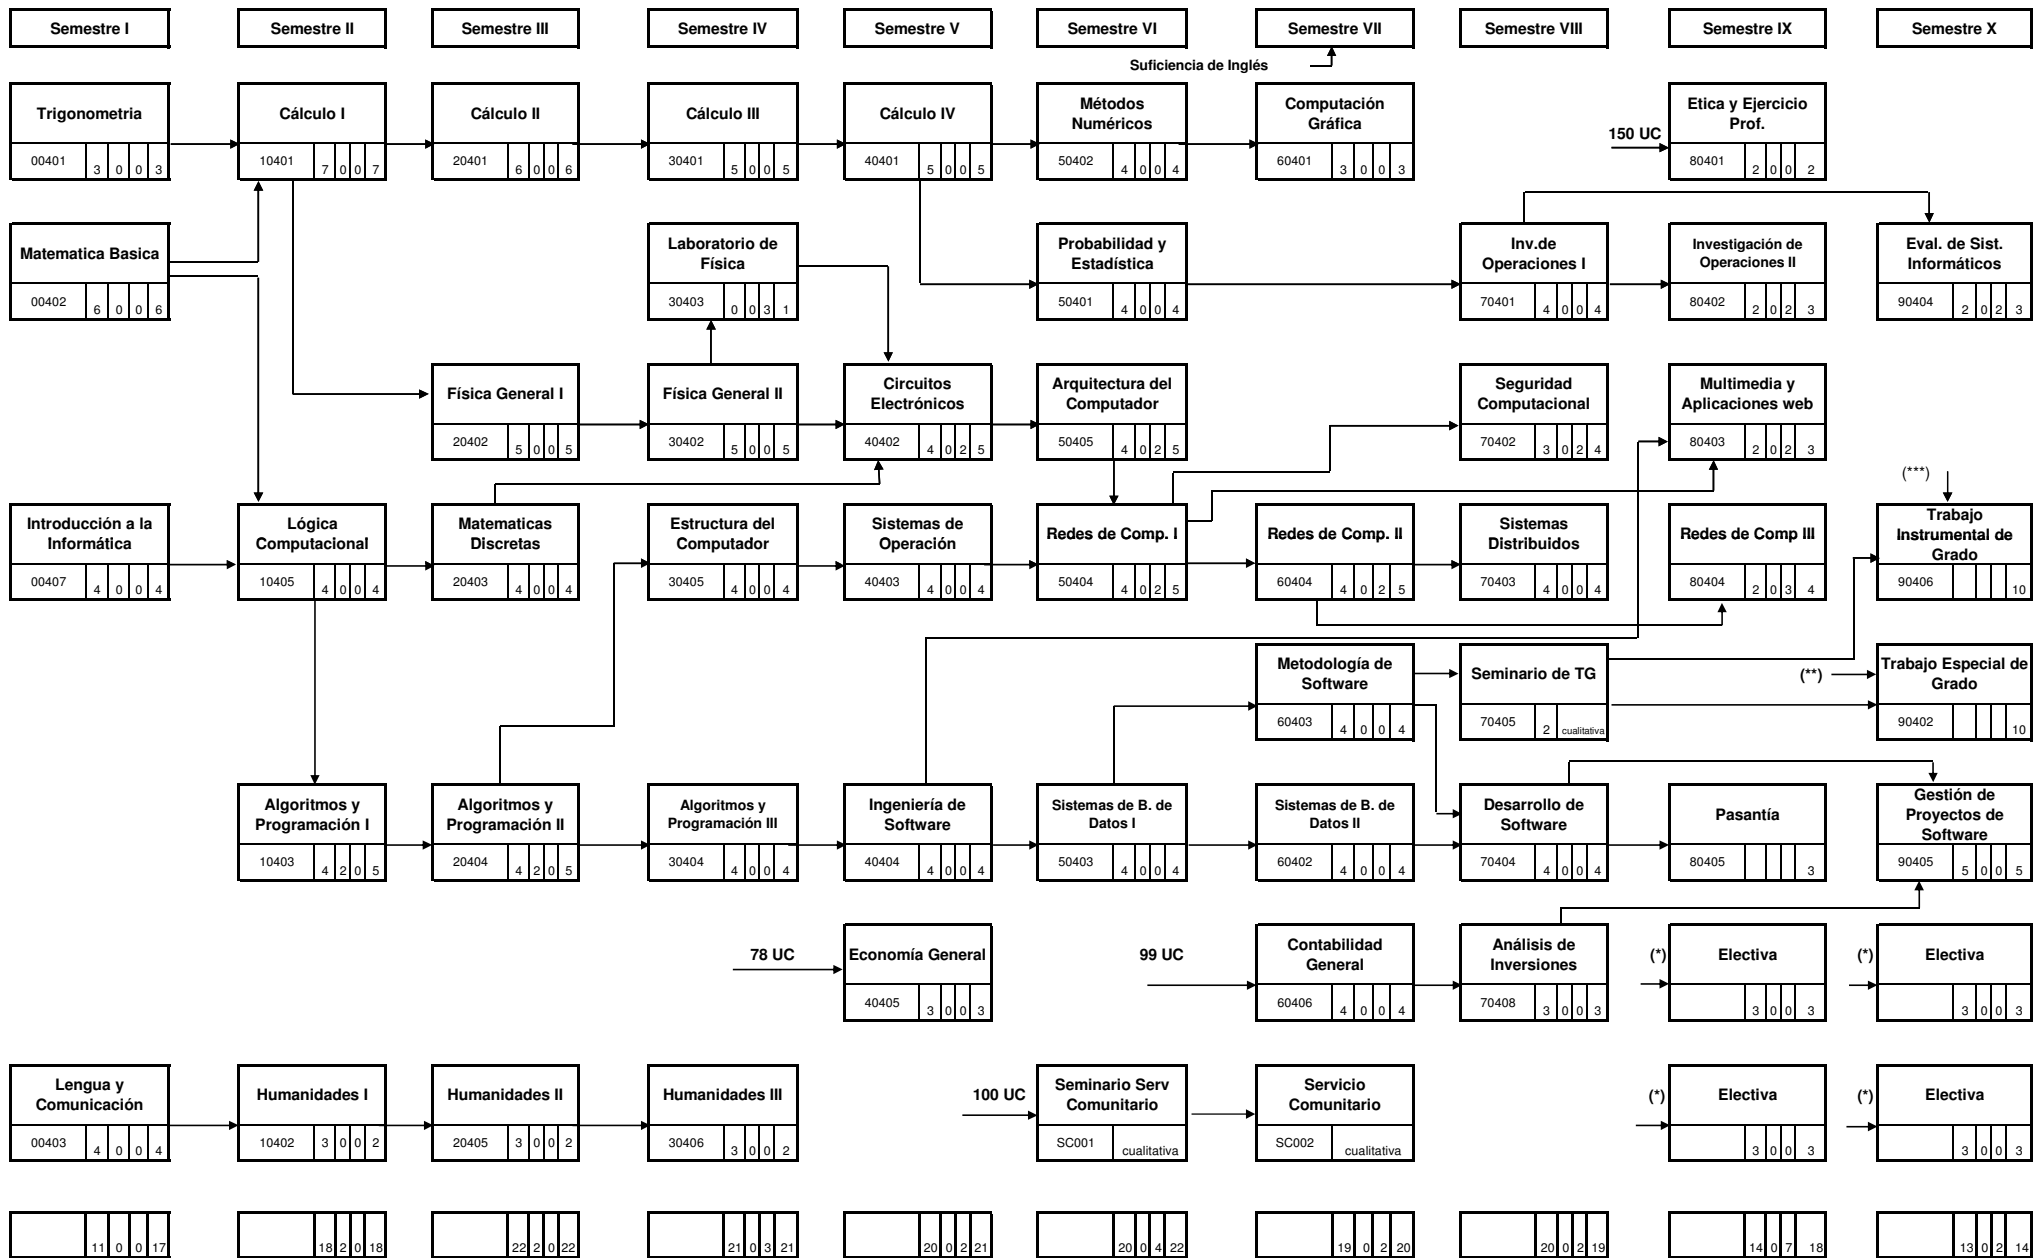 Semestre I
Semestre II
Semestre III
Semestre IV
Semestre V
Semestre VI
Semestre VII
Semestre VIII
Semestre IX
Semestre X
Suficiencia de Inglés
Trigonometria
00401 3 0 0 3
Cálculo I
10401 7 0 0 7
Cálculo II
20401 6 0 0 6
Cálculo III
30401 5 0 0 5
Cálculo IV
40401 5 0 0 5
Métodos
Numéricos
50402 4 0 0 4
Computación
Gráfica
60401 3 0 0 3
150 UC
Etica y Ejercicio
Prof.
80401 2 0 0 2
Matematica Basica
00402 6 0 0 6
Laboratorio de
Física
30403 0 0 3 1
Probabilidad y
Estadística
50401 4 0 0 4
Inv.de
Operaciones I
70401 4 0 0 4
Investigación de
Operaciones II
80402 2 0 2 3
Eval. de Sist.
Informáticos
90404 2 0 2 3
Física General I
20402 5 0 0 5
Física General II
30402 5 0 0 5
Circuitos
Electrónicos
40402 4 0 2 5
Arquitectura del
Computador
50405 4 0 2 5
Seguridad
Computacional
70402 3 0 2 4
Multimedia y
Aplicaciones web
80403 2 0 2 3
(***)
Introducción a la
Informática
00407 4 0 0 4
Lógica
Computacional
10405 4 0 0 4
Matematicas
Discretas
20403 4 0 0 4
Estructura del
Computador
30405 4 0 0 4
Sistemas de
Operación
40403 4 0 0 4
Redes de Comp. I
50404 4 0 2 5
Redes de Comp. II
60404 4 0 2 5
Sistemas
Distribuidos
70403 4 0 0 4
Redes de Comp III
80404 2 0 3 4
Trabajo
Instrumental de
Grado
90406 10
Metodología de
Software
60403 4 0 0 4
Seminario de TG
70405 2 cualitativa
(**)
Trabajo Especial de
Grado
90402 10
Algoritmos y
Programación I
10403 4 2 0 5
Algoritmos y
Programación II
20404 4 2 0 5
Algoritmos y
Programación III
30404 4 0 0 4
Ingeniería de
Software
40404 4 0 0 4
Sistemas de B. de
Datos I
50403 4 0 0 4
Sistemas de B. de
Datos II
60402 4 0 0 4
Desarrollo de
Software
70404 4 0 0 4
Pasantía
80405 3
Gestión de
Proyectos de
Software
90405 5 0 0 5
78 UC
Economía General
40405 3 0 0 3
99 UC
Contabilidad
General
60406 4 0 0 4
Análisis de
Inversiones
70408 3 0 0 3
(*)
Electiva
3 0 0 3
(*)
Electiva
3 0 0 3
Lengua y
Comunicación
00403 4 0 0 4
Humanidades I
10402 3 0 0 2
Humanidades II
20405 3 0 0 2
Humanidades III
30406 3 0 0 2
100 UC
Seminario Serv
Comunitario
SC001 cualitativa
Servicio
Comunitario
SC002 cualitativa
(*)
Electiva
3 0 0 3
(*)
Electiva
3 0 0 3
11 0 0 17
18 2 0 18
22 2 0 22
21 0 3 21
20 0 2 21
20 0 4 22
19 0 2 20
20 0 2 19
14 0 7 18
13 0 2 14